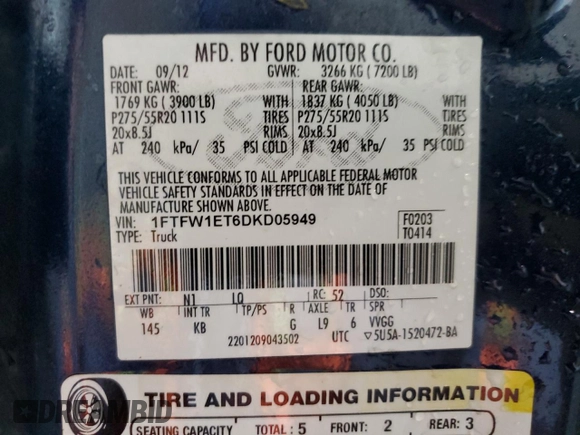 MFD. BY FORD MOTOR CO.
DATE: 09/12 GVWR: 3266 KG ( 7200 LB)
FRONT GAWR: REAR GAWR:
1769 KG ( 3900 LB) WITH 1837 KG ( 4050 LB) WITH
P275/55R20 111S TIRES P275/55R20 111S TIRES
20x8.5J RIMS 20x8.5J RIMS
AT 240 kPa/ 35 PSI COLD AT 240 kPa/ 35 PSI COLD
THIS VEHICLE CONFORMS TO ALL APPLICABLE FEDERAL MOTOR
VEHICLE SAFETY STANDARDS IN EFFECT ON THE DATE OF
MANUFACTURE SHOWN ABOVE.
VIN: 1FTFW1ET6DKD05949 F0203
TYPE: Truck T0414
EXT PNT: N1 LQ RC: 52 DSO:
WB INT TR TP/PS R AXLE TR SPR
145 KB G L9 6 VVGG
2201209043502 UTC ▽5U5A-1520472-BA
TIRE AND LOADING INFORMATION
SEATING CAPACITY TOTAL : 5 FRONT: 2 REAR: 3
DREAMBID